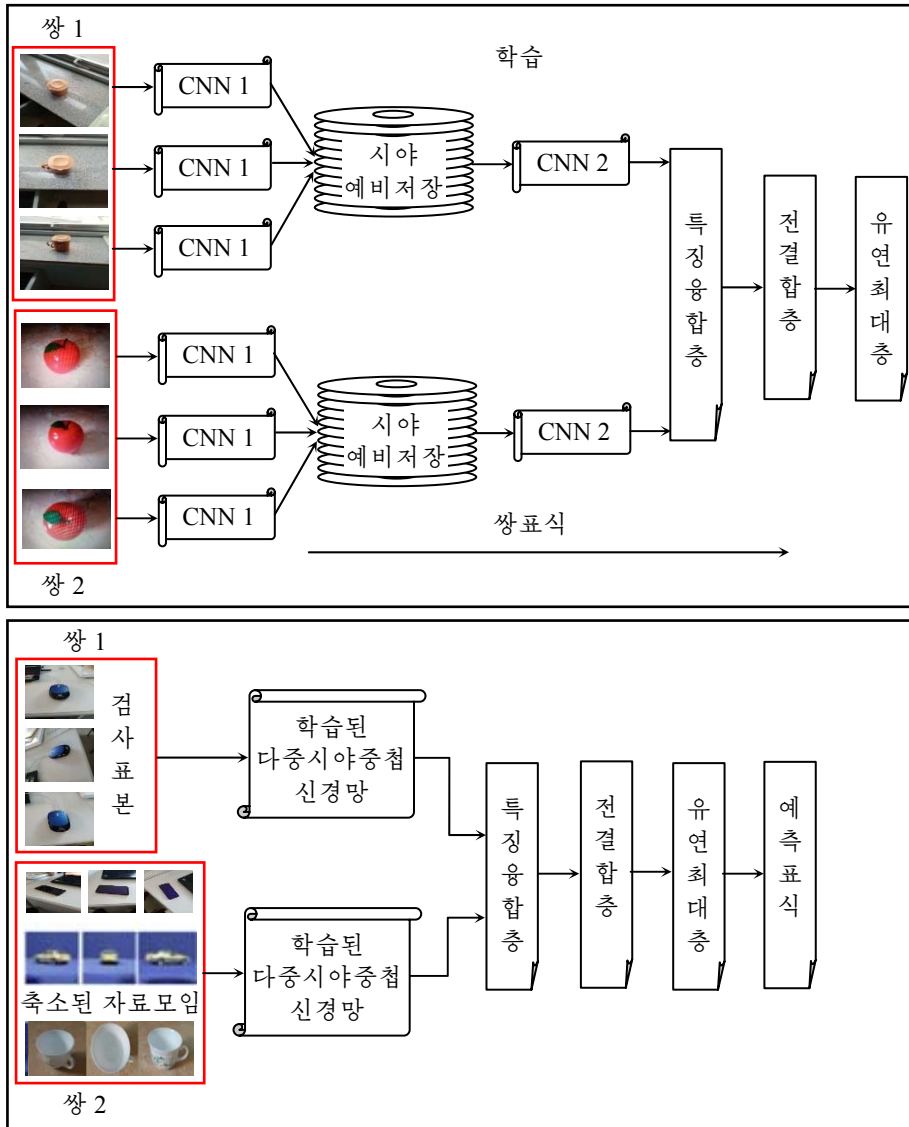 쌍 1
학습
CNN 1
CNN 1
CNN 1
시야
예비저장
CNN 2
특징융합층
전결합층
유연최대층
CNN 1
CNN 1
CNN 1
시야
예비저장
CNN 2
쌍표식
쌍 2
쌍 1
검사표본
학습된
다중시야중첩
신경망
특징융합층
전결합층
유연최대층
예측표식
학습된
다중시야중첩
신경망
축소된 자료모임
쌍 2